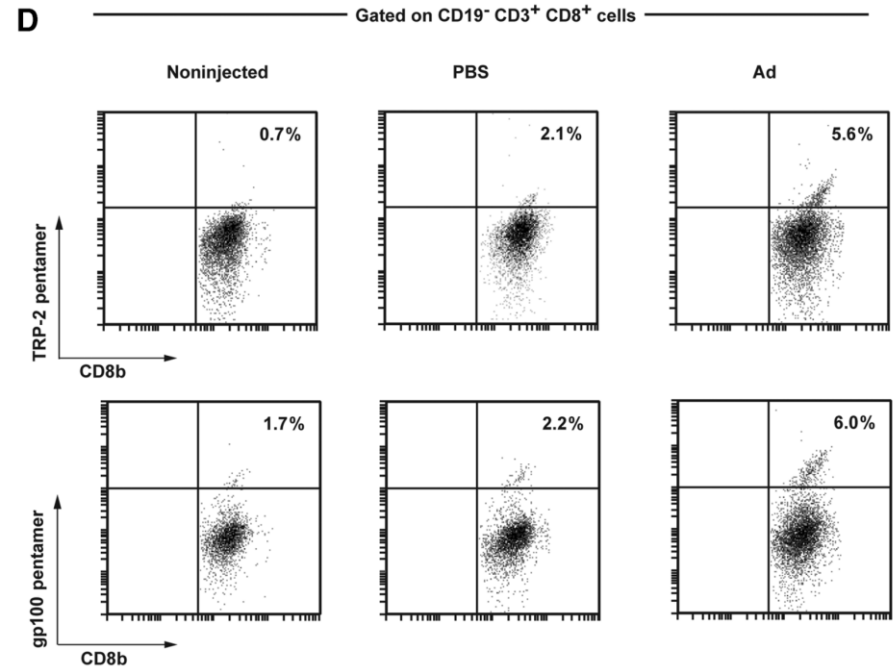 D
Gated on CD19⁻ CD3⁺ CD8⁺ cells
Noninjected
PBS
Ad
0.7%
2.1%
5.6%
TRP-2 pentamer
CD8b
1.7%
2.2%
6.0%
gp100 pentamer
CD8b